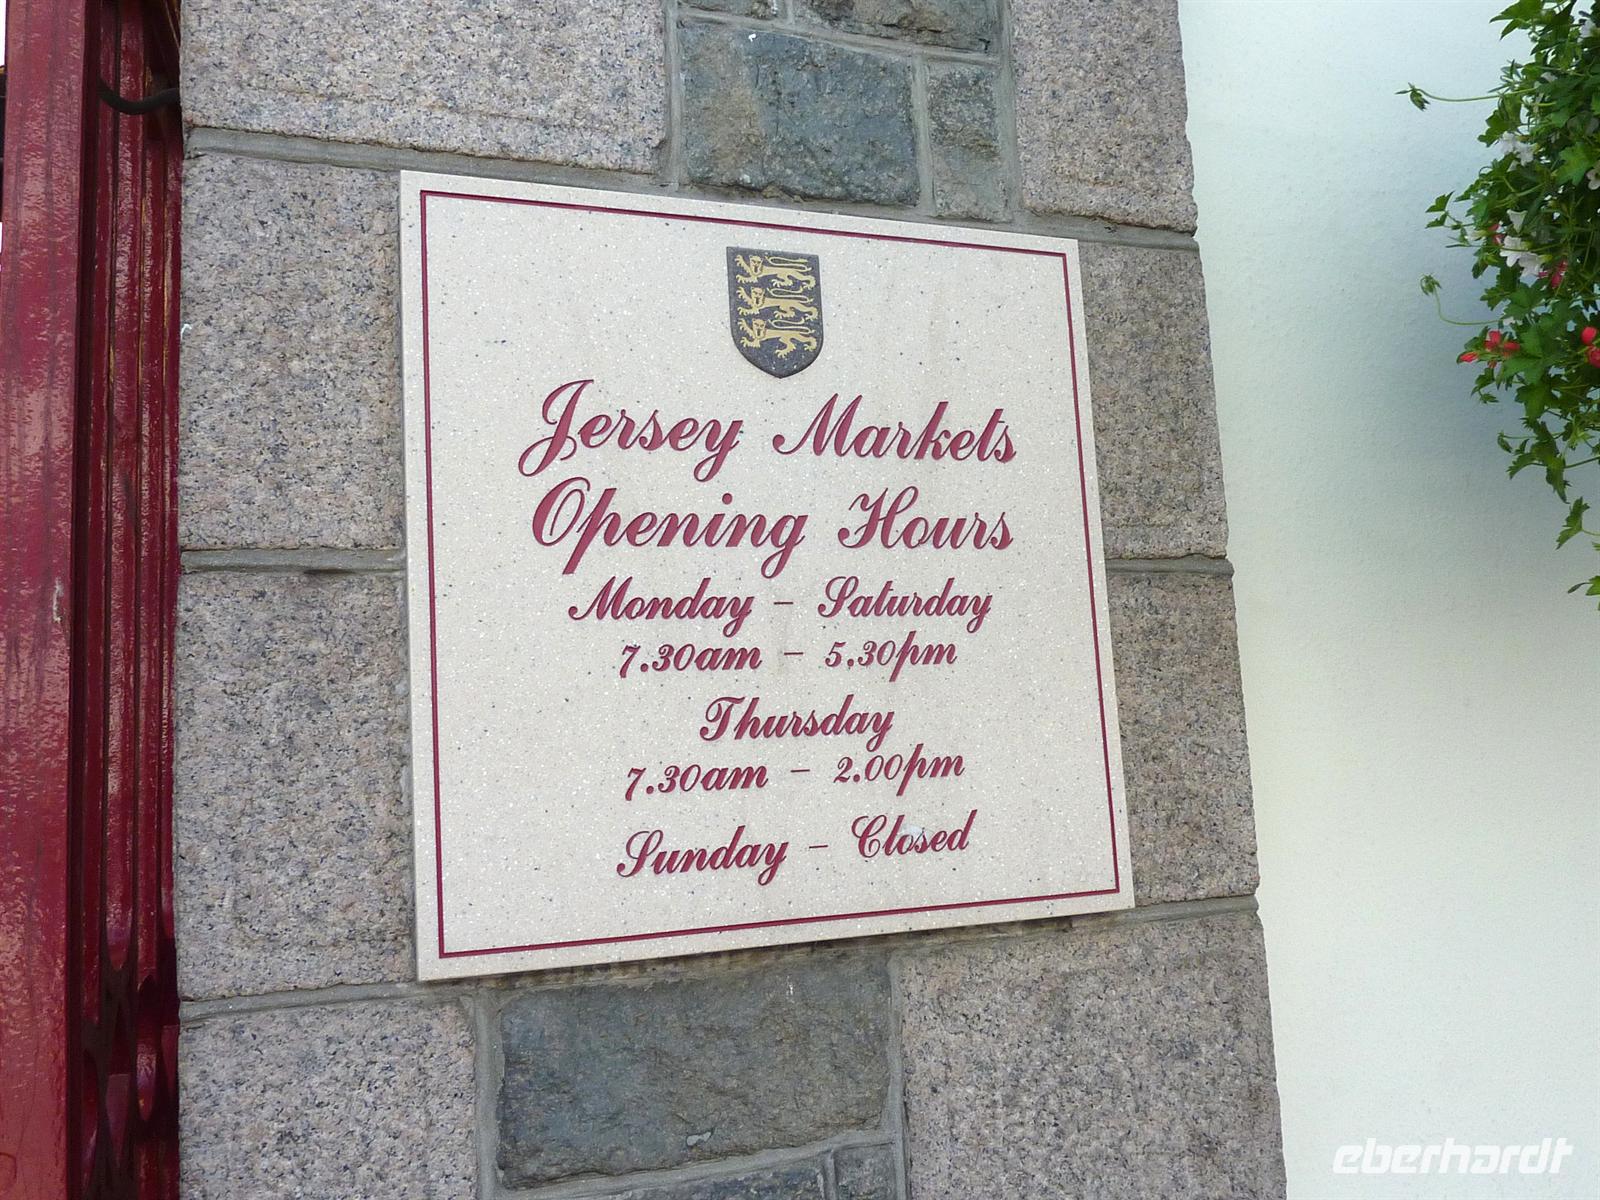 Jersey Markets
Opening Hours
Monday – Saturday
7.30am – 5.30pm
Thursday
7.30am – 2.00pm
Sunday – Closed
eberhardt